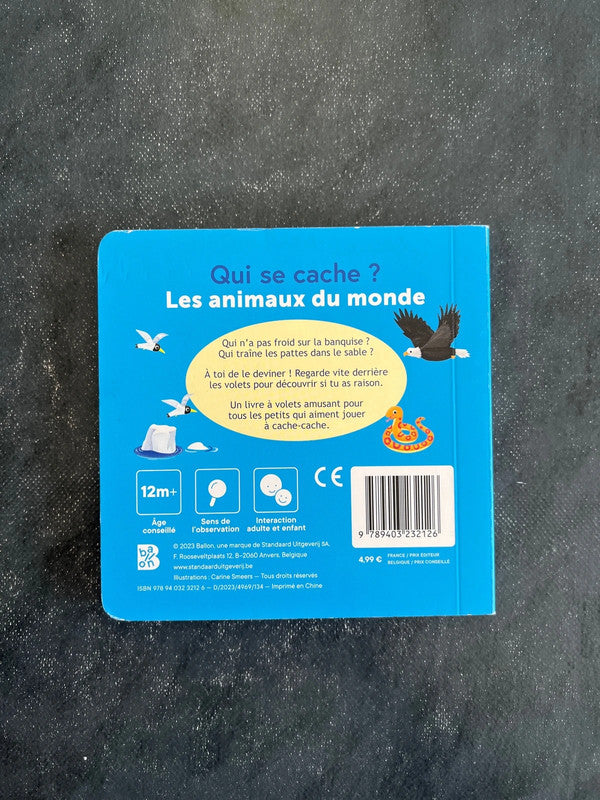 Qui se cache ?
Les animaux du monde
Qui n'a pas froid sur la banquise ?
Qui traîne les pattes dans le sable ?
À toi de le deviner ! Regarde vite derrière
les volets pour découvrir si tu as raison.
Un livre à volets amusant pour
tous les petits qui aiment jouer
à cache-cache.
12m+
Âge
conseillé
Sens de
l'observation
Interaction
adulte et enfant
CE
9 789403 232126
4,99 €
FRANCE / PRIX ÉDITEUR
BELGIQUE / PRIX CONSEILLÉ
ballon
© 2023 Ballon, une marque de Standaard Uitgeverij SA,
F. Rooseveltplaats 12, B-2060 Anvers, Belgique
www.standaarduitgeverij.be
Illustrations : Carine Smeers — Tous droits réservés
ISBN 978 94 032 3212 6 — D/2023/4969/134 — Imprimé en Chine